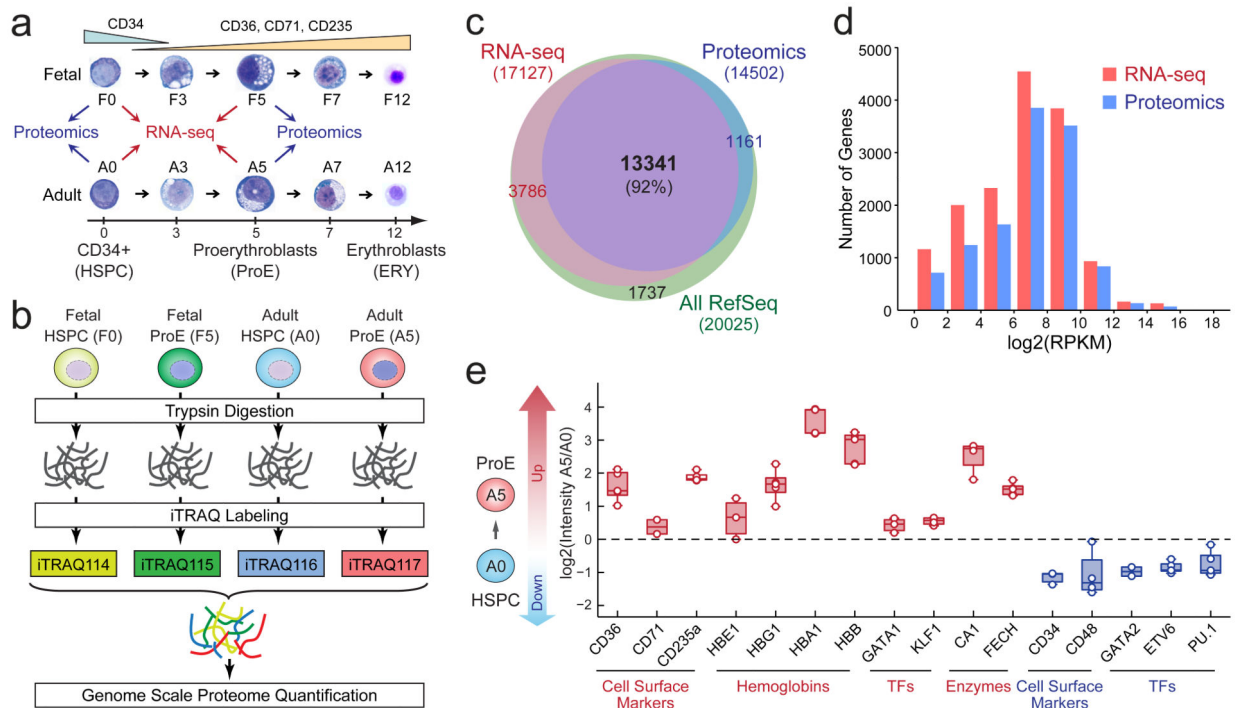 a
CD34
CD36, CD71, CD235
Fetal
F0
F3
F5
F7
F12
Proteomics
RNA-seq
Proteomics
A0
A3
A5
A7
A12
Adult
0
3
5
7
12
CD34+
(HSPC)
Proerythroblasts
(ProE)
Erythroblasts
(ERY)
b
Fetal
HSPC (F0)
Fetal
ProE (F5)
Adult
HSPC (A0)
Adult
ProE (A5)
Trypsin Digestion
iTRAQ Labeling
iTRAQ114
iTRAQ115
iTRAQ116
iTRAQ117
Genome Scale Proteome Quantification
c
RNA-seq
(17127)
Proteomics
(14502)
1161
13341
(92%)
3786
1737
All RefSeq
(20025)
d
5000
4000
3000
2000
1000
0
Number of Genes
RNA-seq
Proteomics
0
2
4
6
8
10
12
14
16
18
log2(RPKM)
e
ProE
A5
A0
HSPC
Up
Down
log2(Intensity A5/A0)
4
3
2
1
0
−1
−2
CD36
CD71
CD235a
HBE1
HBG1
HBA1
HBB
GATA1
KLF1
CA1
FECH
CD34
CD48
GATA2
ETV6
PU.1
Cell Surface
Markers
Hemoglobins
TFs
Enzymes
Cell Surface
Markers
TFs